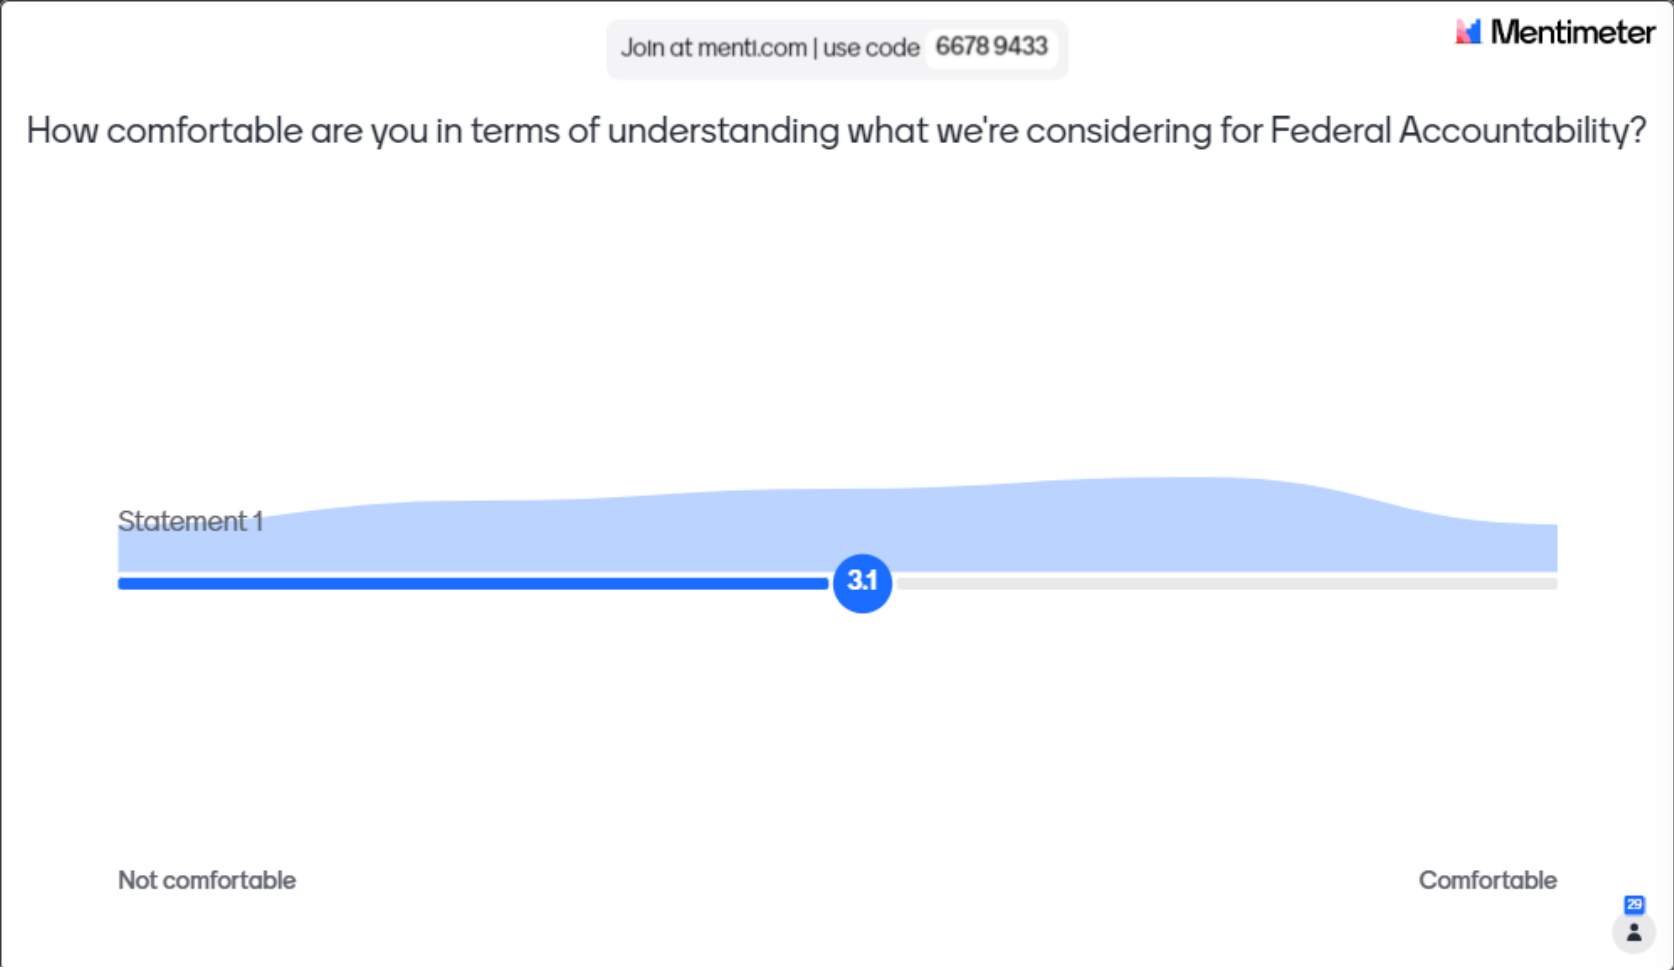 Join at menti.com | use code 6678 9433
Mentimeter
How comfortable are you in terms of understanding what we're considering for Federal Accountability?
Statement 1
3.1
Not comfortable
Comfortable
29